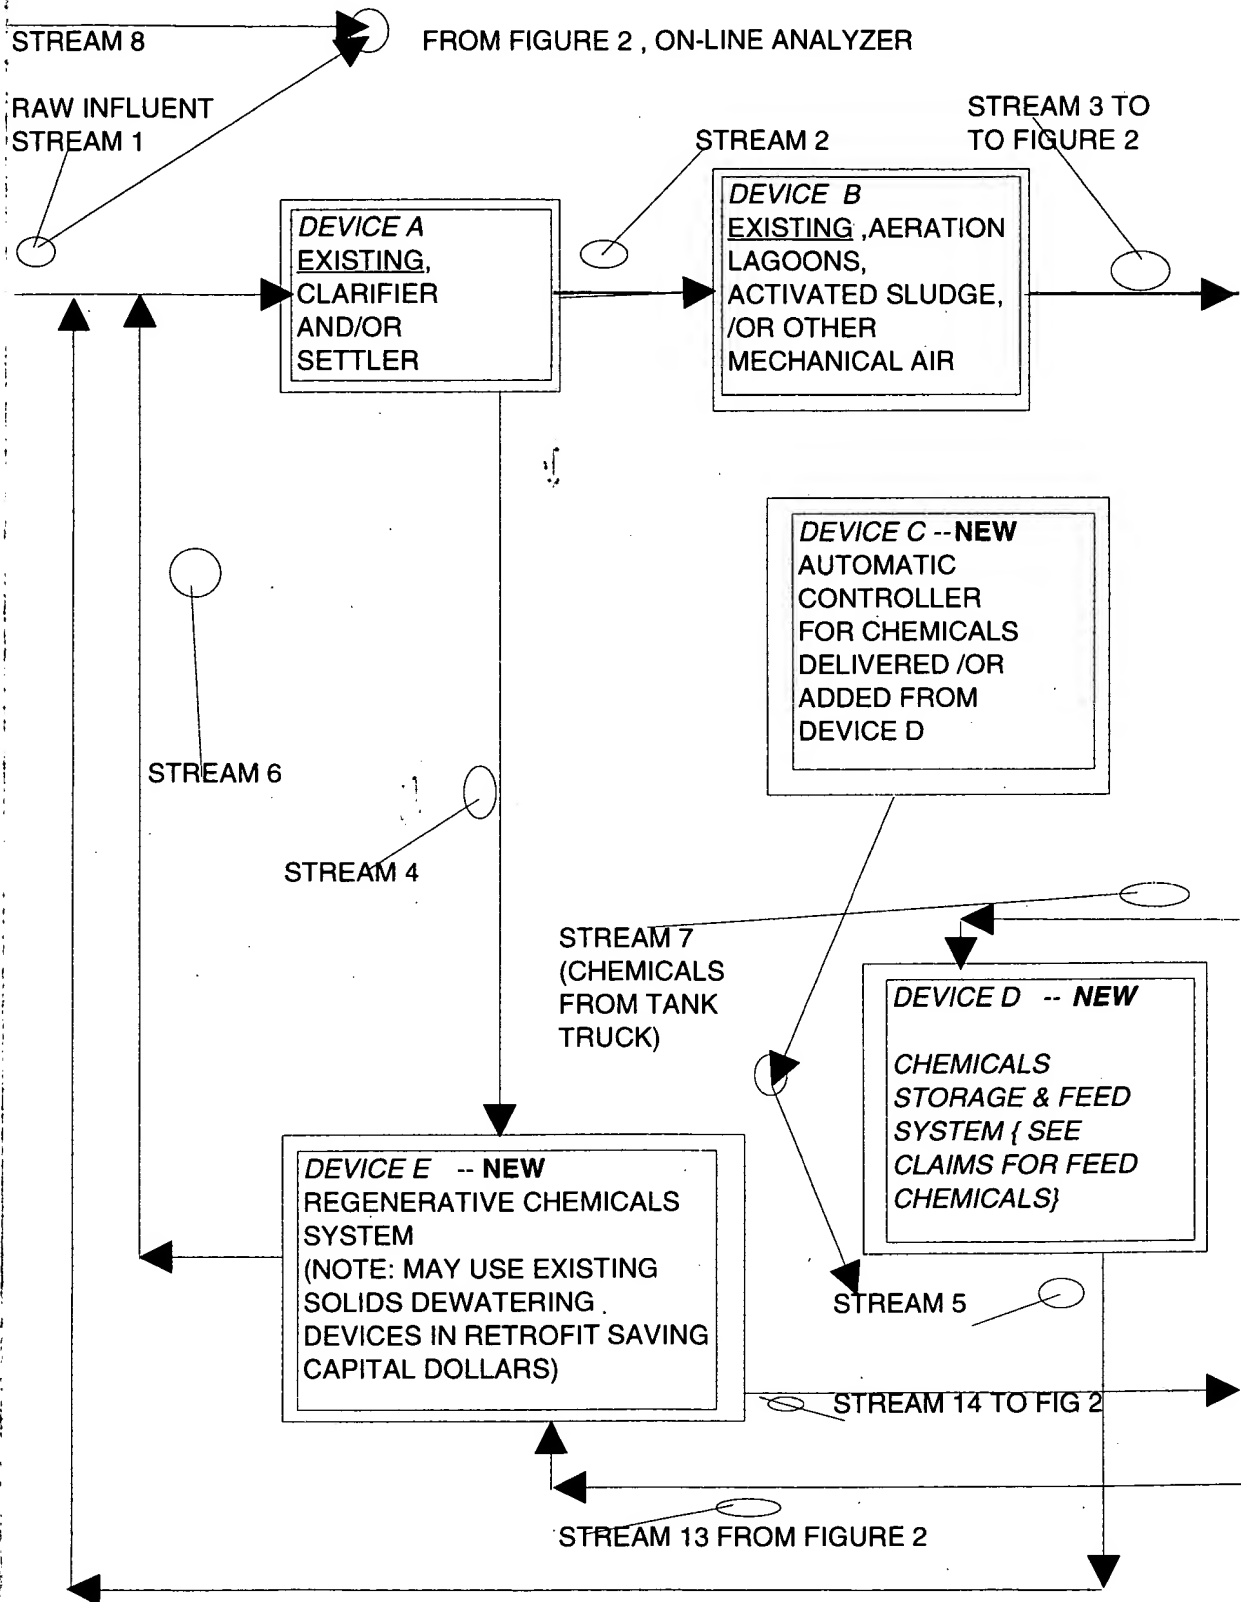 STREAM 8
FROM FIGURE 2 , ON-LINE ANALYZER
RAW INFLUENT
STREAM 1
STREAM 2
STREAM 3 TO
TO FIGURE 2
DEVICE A
EXISTING,
CLARIFIER
AND/OR
SETTLER
DEVICE B
EXISTING ,AERATION
LAGOONS,
ACTIVATED SLUDGE,
/OR OTHER
MECHANICAL AIR
DEVICE C --NEW
AUTOMATIC
CONTROLLER
FOR CHEMICALS
DELIVERED /OR
ADDED FROM
DEVICE D
STREAM 6
STREAM 4
STREAM 7
(CHEMICALS
FROM TANK
TRUCK)
DEVICE D -- NEW
CHEMICALS
STORAGE & FEED
SYSTEM { SEE
CLAIMS FOR FEED
CHEMICALS}
DEVICE E -- NEW
REGENERATIVE CHEMICALS
SYSTEM
(NOTE: MAY USE EXISTING
SOLIDS DEWATERING
DEVICES IN RETROFIT SAVING
CAPITAL DOLLARS)
STREAM 5
STREAM 14 TO FIG 2
STREAM 13 FROM FIGURE 2